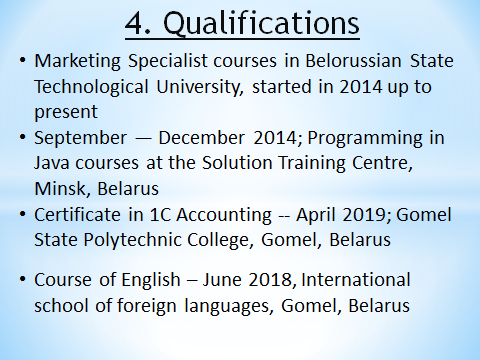 4. Qualifications
• Marketing Specialist courses in Belorussian State
Technological University, started in 2014 up to
present
• September — December 2014; Programming in
Java courses at the Solution Training Centre,
Minsk, Belarus
• Certificate in 1C Accounting -- April 2019; Gomel
State Polytechnic College, Gomel, Belarus
• Course of English – June 2018, International
school of foreign languages, Gomel, Belarus